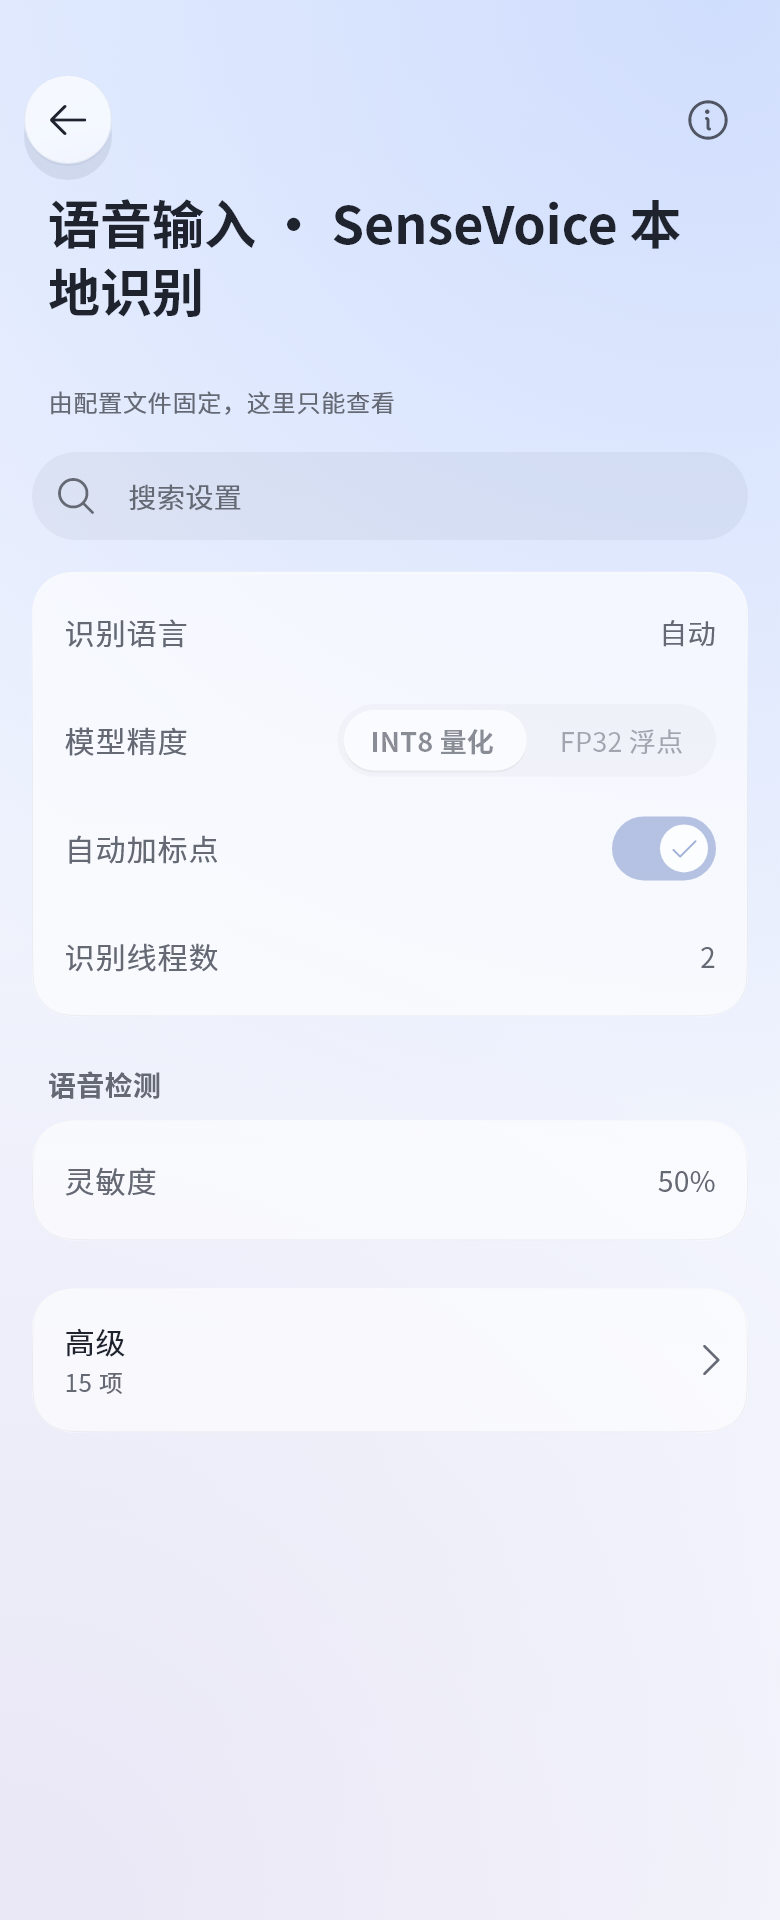 语音输入 · SenseVoice 本
地识别
由配置文件固定，这里只能查看
搜索设置
识别语言 自动
模型精度 INT8 量化 FP32 浮点
自动加标点
识别线程数 2
语音检测
灵敏度 50%
高级
15 项